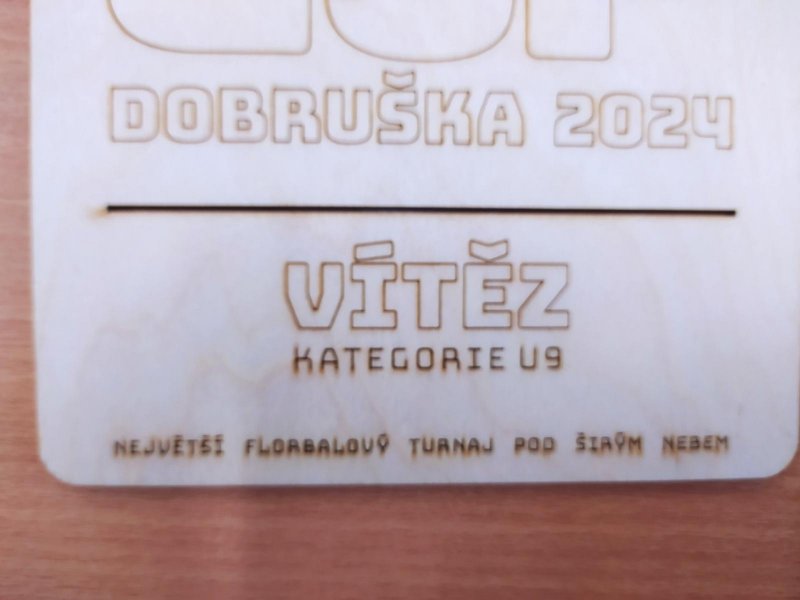 DOBRUŠKA 2024
VÍTĚZ
KATEGORIE U9
NEJVĚTŠÍ FLORBALOVÝ TURNAJ POD ŠIRÝM NEBEM